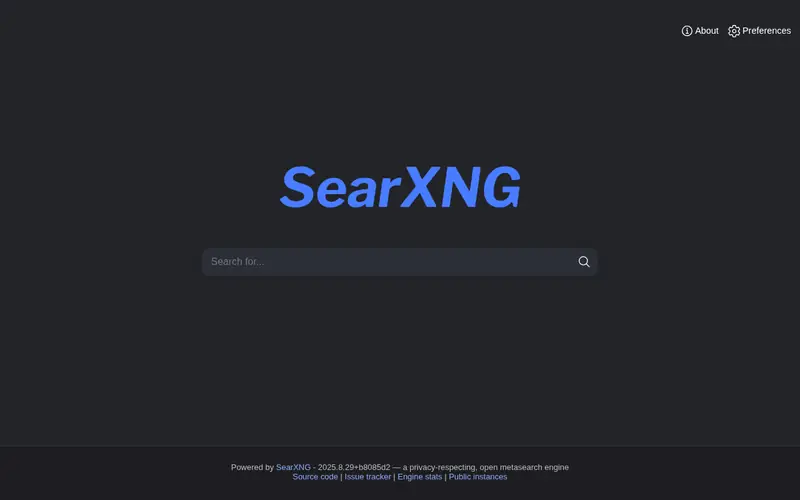 About Preferences
SearXNG
Search for...
Powered by SearXNG - 2025.8.29+b8085d2 — a privacy-respecting, open metasearch engine
Source code | Issue tracker | Engine stats | Public instances